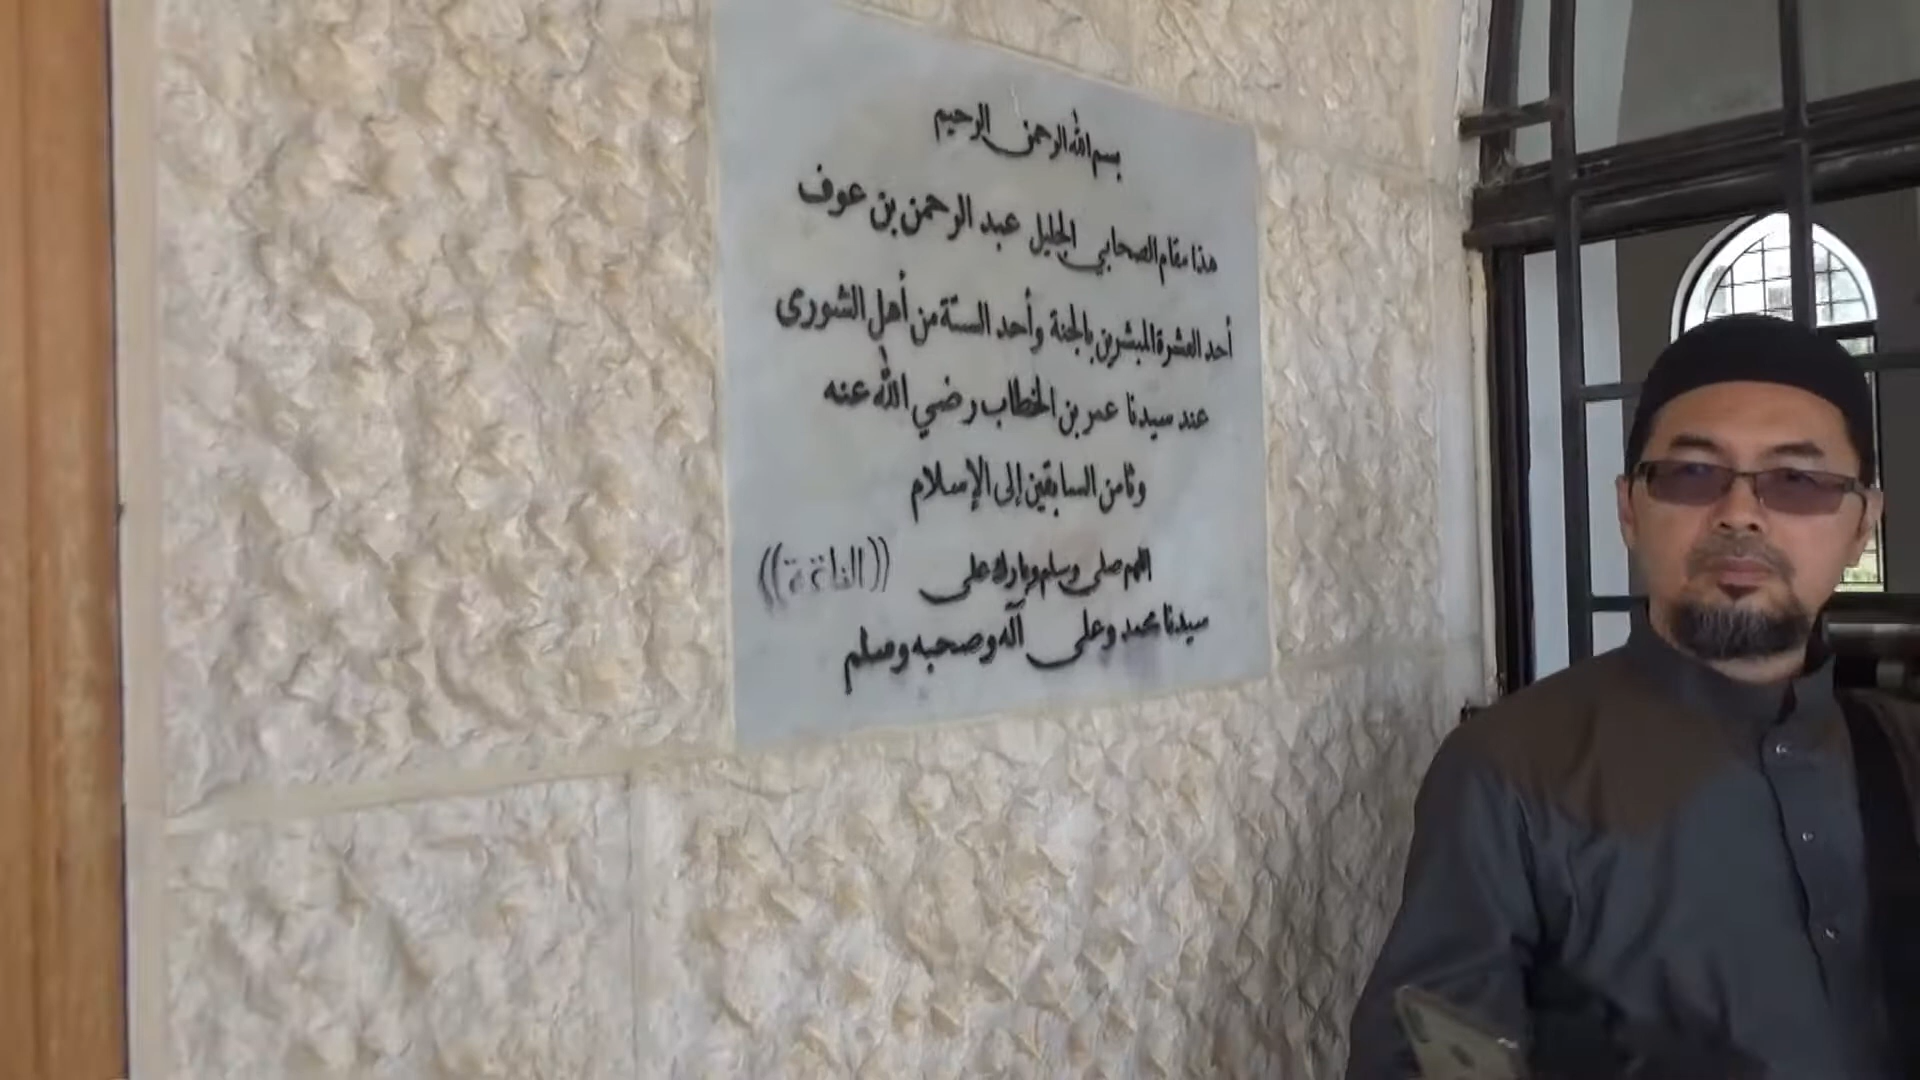 بسم الله الرحمن الرحيم
هذا مقام الصحابي الجليل عبد الرحمن بن عوف
أحد العشرة المبشرين بالجنة وأحد الستة من أهل الشورى
عند سيدنا عمر بن الخطاب رضي الله عنه
وثامن السابقين إلى الإسلام
اللهم صلى وسلم وبارك على ((الفاتحة))
سيدنا محمد وعلى آله وصحبه وسلم